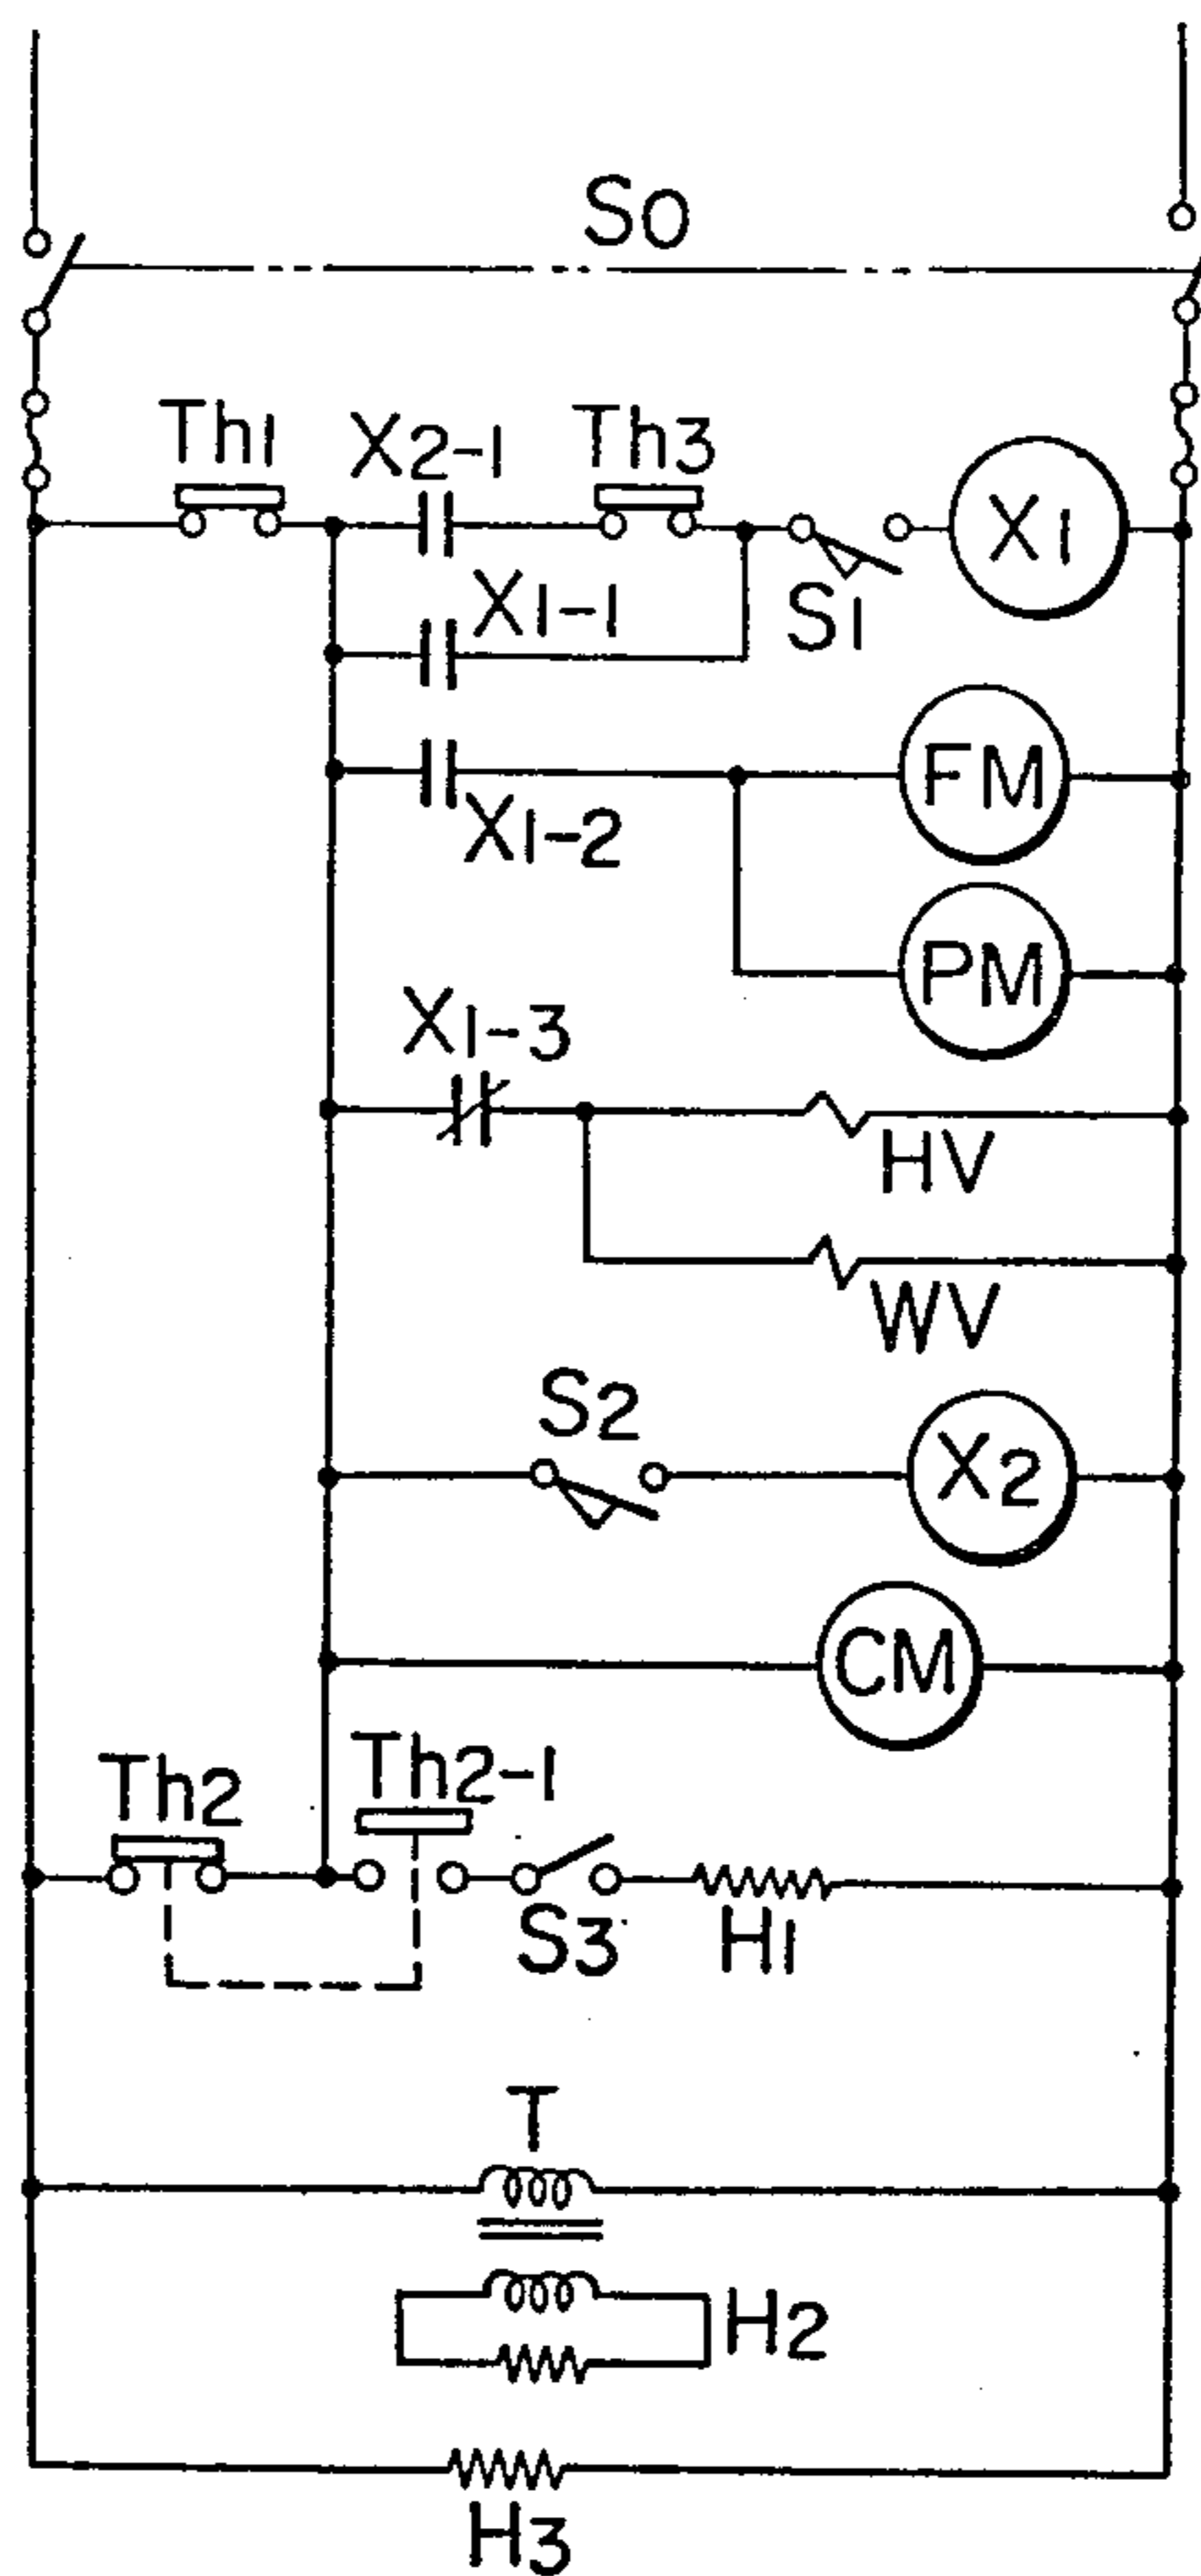 S0
Th1 X2-1 Th3
X1
X1-1 S1
FM
X1-2
PM
X1-3
HV
WV
S2
X2
CM
Th2 Th2-1
S3 H1
T
H2
H3